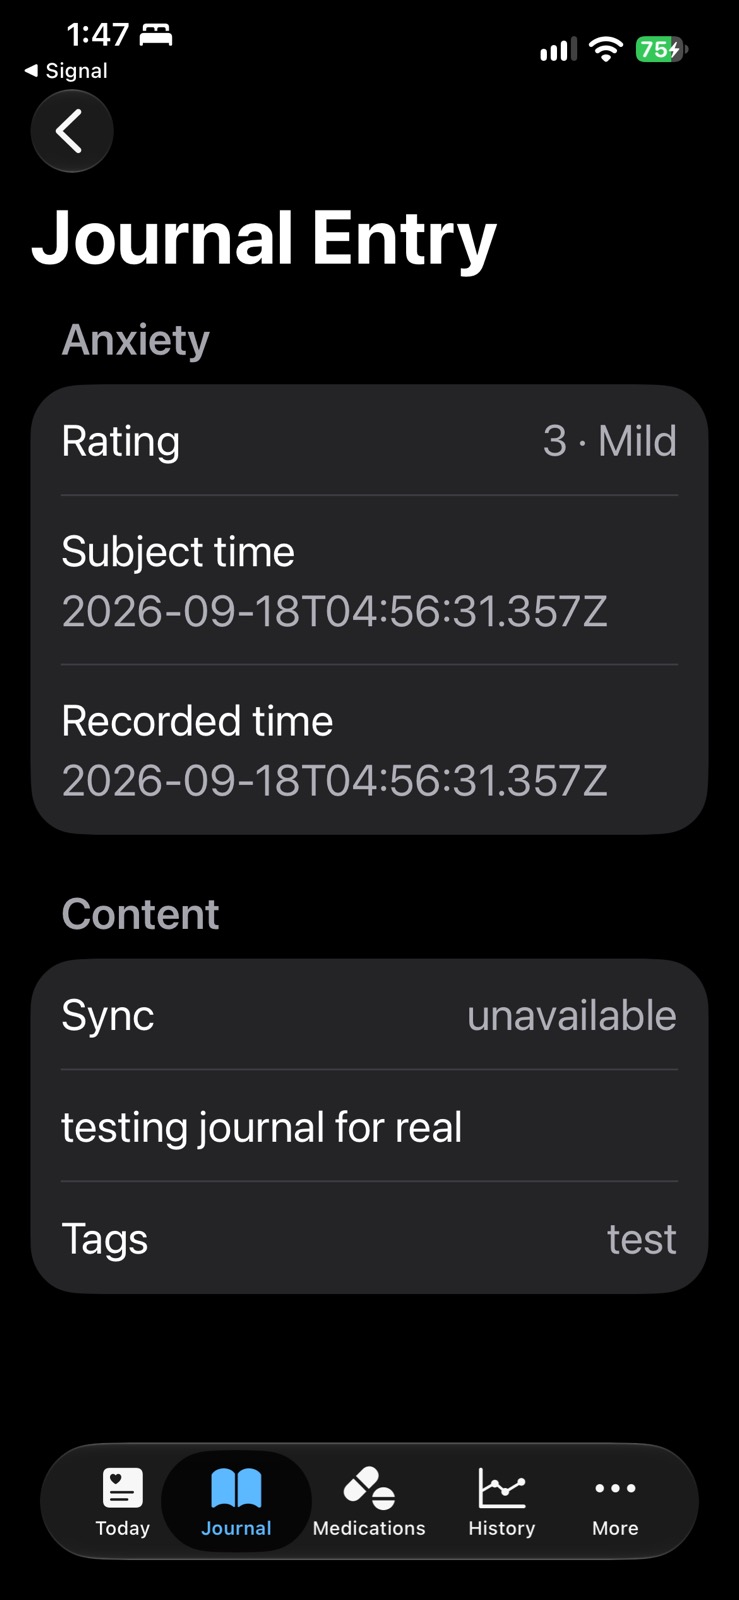 1:47
◀ Signal
75
Journal Entry
Anxiety
Rating 3 · Mild
Subject time
2026-09-18T04:56:31.357Z
Recorded time
2026-09-18T04:56:31.357Z
Content
Sync unavailable
testing journal for real
Tags test
Today Journal Medications History More